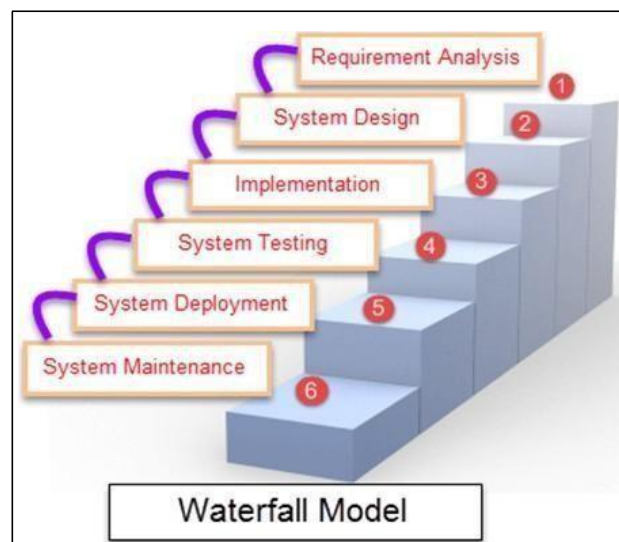 Requirement Analysis
1
System Design
2
Implementation
3
System Testing
4
System Deployment
5
System Maintenance
6
Waterfall Model